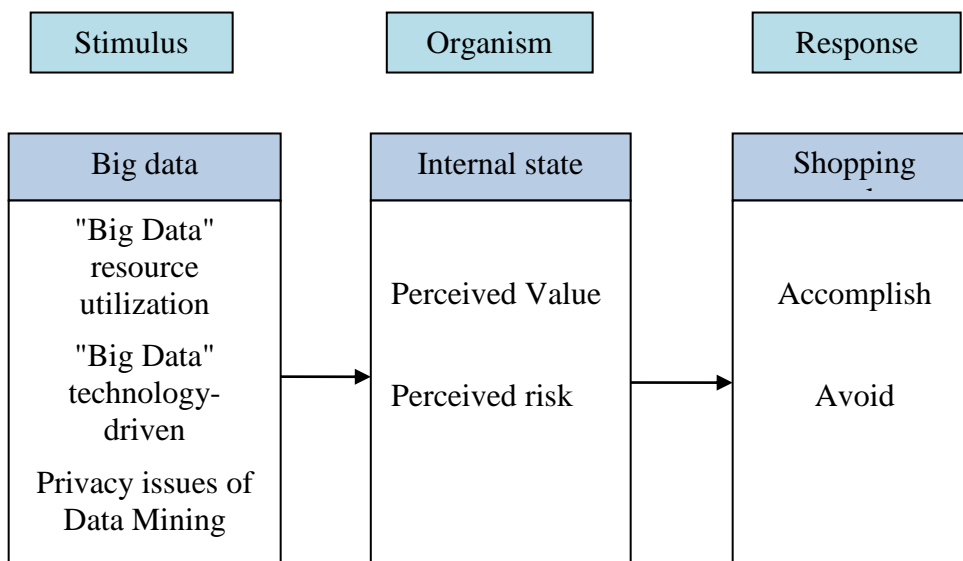 Stimulus
Organism
Response
Big data
"Big Data"
resource
utilization
"Big Data"
technology-
driven
Privacy issues of
Data Mining
Internal state
Perceived Value
Perceived risk
Shopping
Accomplish
Avoid